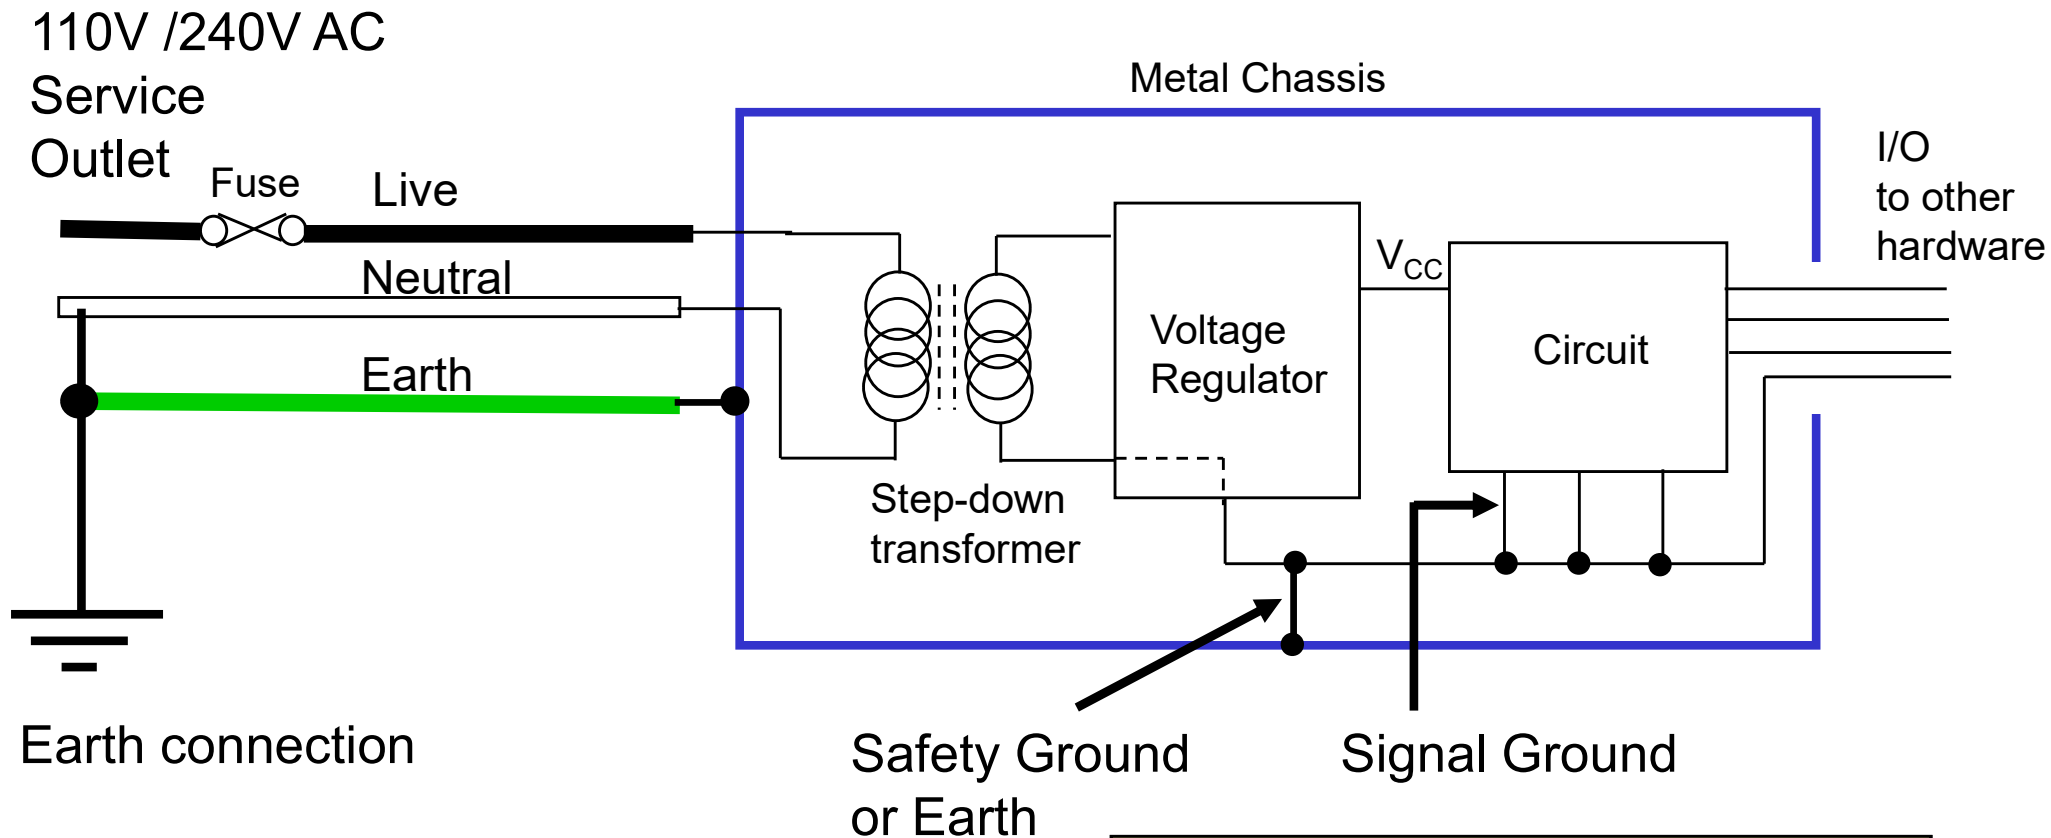 110V /240V AC
Service
Outlet
Fuse
Live
Neutral
Earth
Metal Chassis
I/O
to other
hardware
Voltage
Regulator
VCC
Circuit
Step-down
transformer
Earth connection
Safety Ground
or Earth
Signal Ground